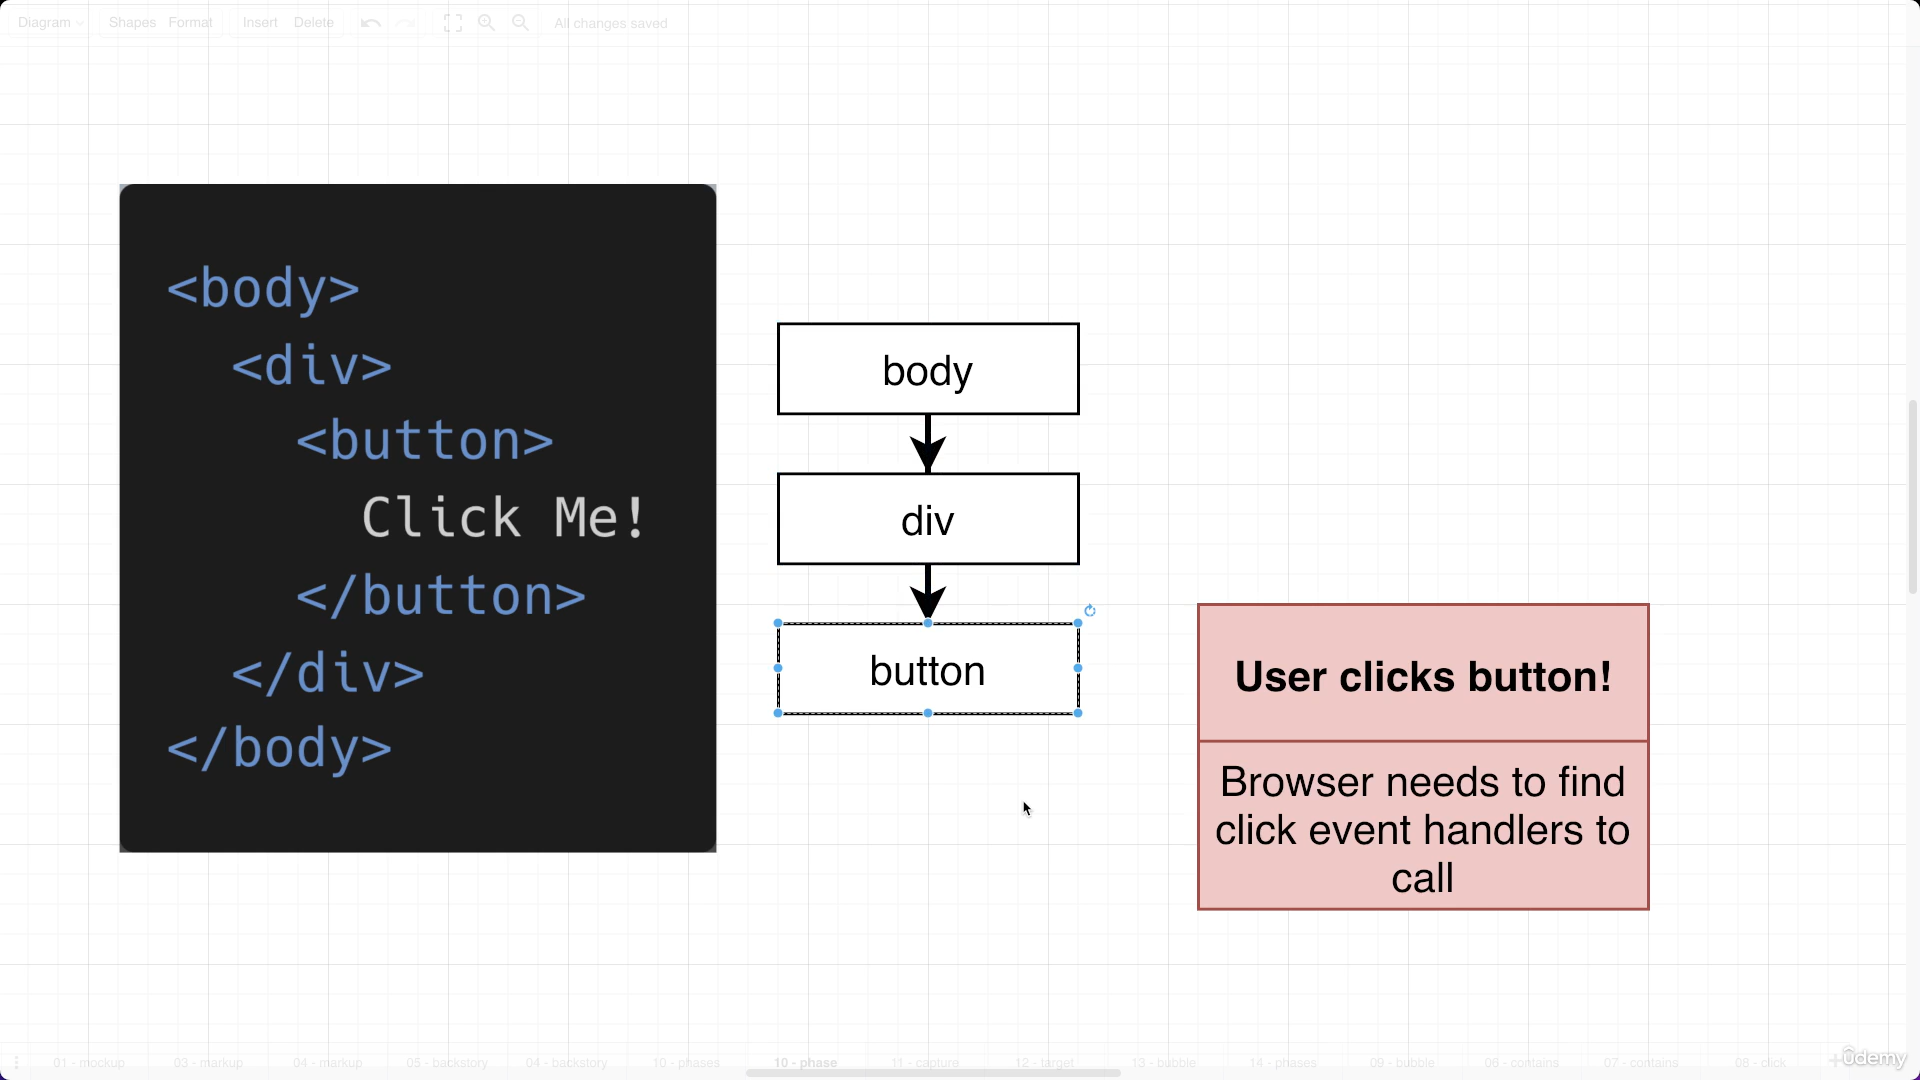 Diagram
Shapes Format
Insert Delete
All changes saved
<body>
<div>
<button>
Click Me!
</button>
</div>
</body>
body
div
button
User clicks button!
Browser needs to find
click event handlers to
call
01 - mockup 03 - markup 04 - markup 05 - backstory 04 - backstory 10 - phases 10 - phase 11 - capture 12 - target 13 - bubble 14 - phases 09 - bubble 06 - contains 07 - contains 08 - click
ûdemy